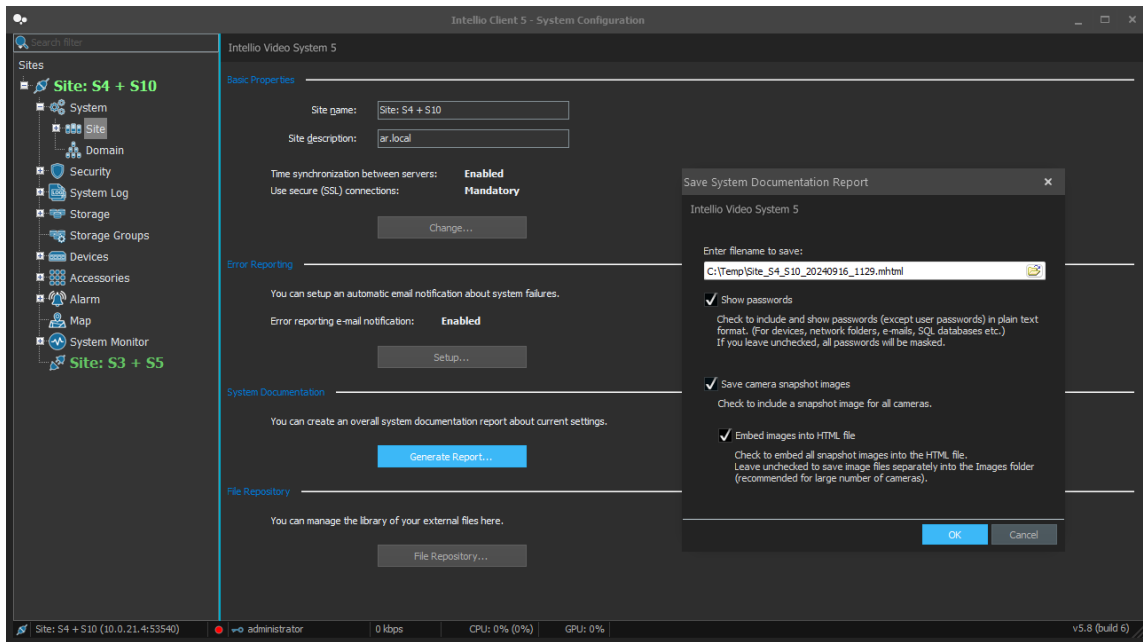 Intellio Client 5 - System Configuration
Search filter
Sites
Site: S4 + S10
System
Site
Domain
Security
System Log
Storage
Storage Groups
Devices
Accessories
Alarm
Map
System Monitor
Site: S3 + S5
Intellio Video System 5
Basic Properties
Site name: Site: S4 + S10
Site description: ar.local
Time synchronization between servers: Enabled
Use secure (SSL) connections: Mandatory
Change...
Error Reporting
You can setup an automatic email notification about system failures.
Error reporting e-mail notification: Enabled
Setup...
System Documentation
You can create an overall system documentation report about current settings.
Generate Report...
File Repository
You can manage the library of your external files here.
File Repository...
Save System Documentation Report
Intellio Video System 5
Enter filename to save:
C:\Temp\Site_S4_S10_20240916_1129.mhtml
Show passwords
Check to include and show passwords (except user passwords) in plain text
format. (For devices, network folders, e-mails, SQL databases etc.)
If you leave unchecked, all passwords will be masked.
Save camera snapshot images
Check to include a snapshot image for all cameras.
Embed images into HTML file
Check to embed all snapshot images into the HTML file.
Leave unchecked to save image files separately into the Images folder
(recommended for large number of cameras).
OK Cancel
Site: S4 + S10 (10.0.21.4:53540) administrator 0 kbps CPU: 0% (0%) GPU: 0% v5.8 (build 6)